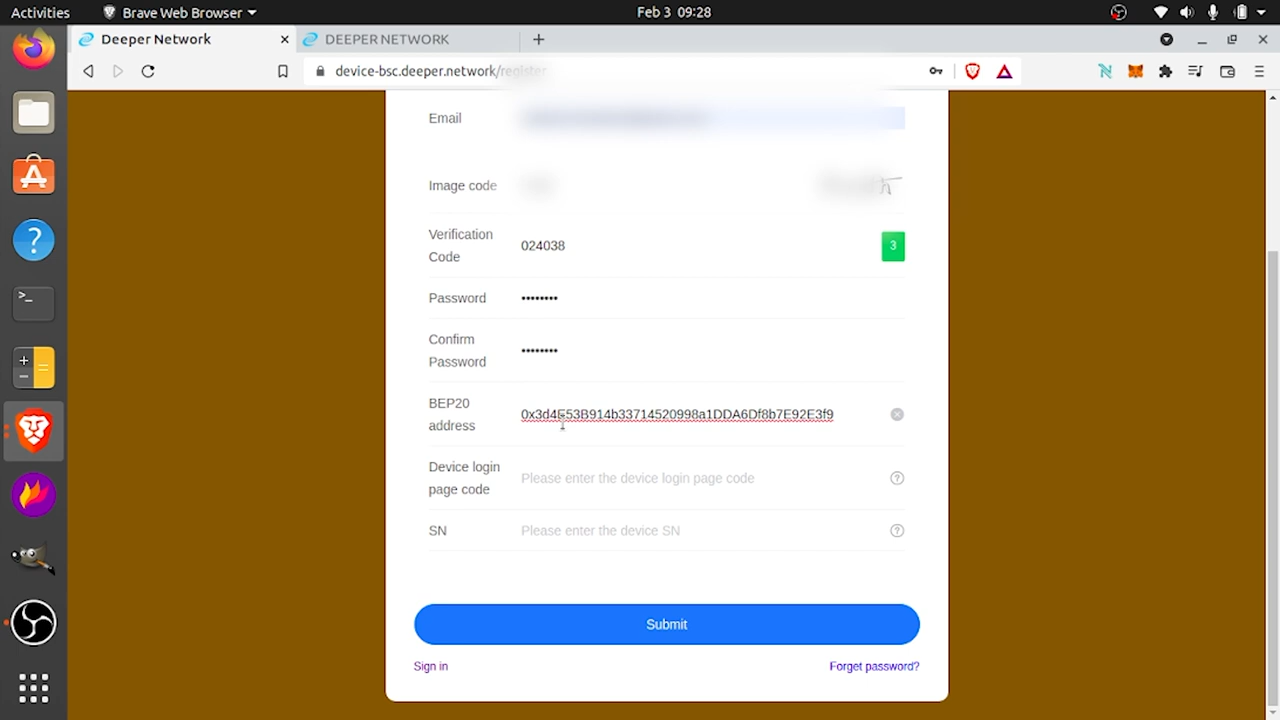 Activities
Brave Web Browser
Feb 3 09:28
Deeper Network
DEEPER NETWORK
device-bsc.deeper.network/register
Email
Image code
Verification
Code
024038
3
Password
••••••••
Confirm
Password
••••••••
BEP20
address
0x3d4E53B914b33714520998a1DDA6Df8b7E92E3f9
Device login
page code
Please enter the device login page code
SN
Please enter the device SN
Submit
Sign in
Forget password?